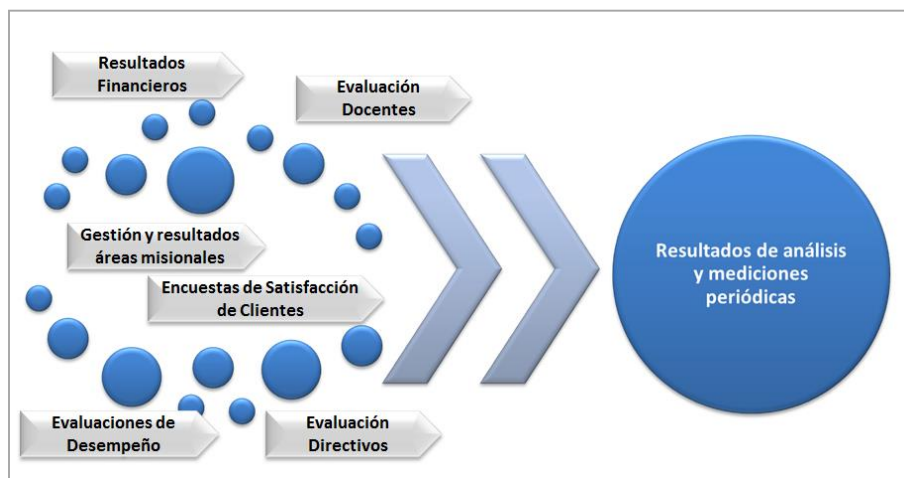 Resultados
Financieros
Evaluación
Docentes
Gestión y resultados
áreas misionales
Encuestas de Satisfacción
de Clientes
Evaluaciones de
Desempeño
Evaluación
Directivos
Resultados de análisis
y mediciones
periódicas